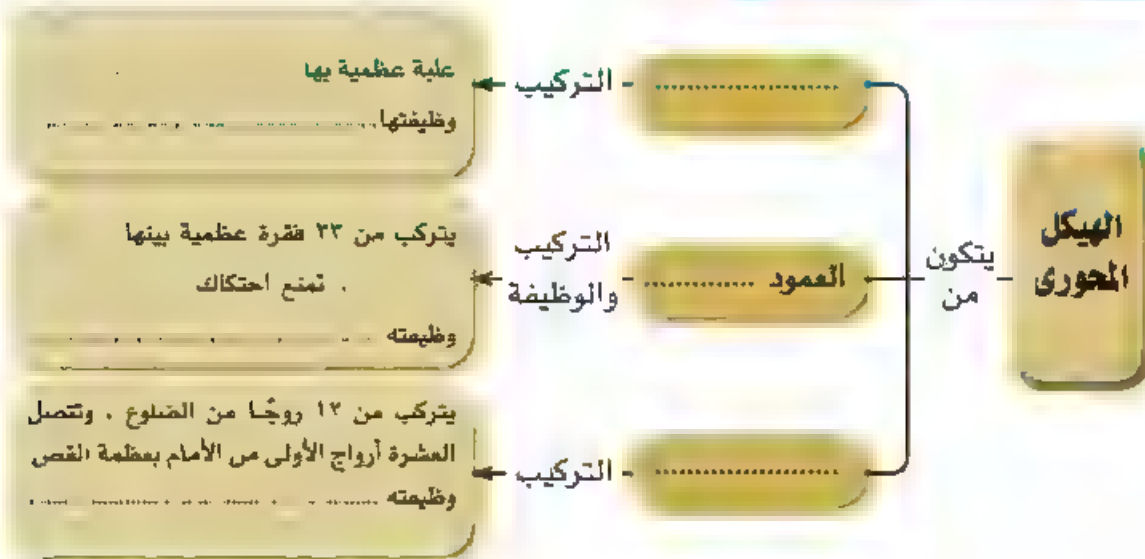 الهيكل
المحورى
يتكون
من
..................
التركيب
علبة عظمية بها
وظيفتها ..................
العمود ............
التركيب
والوظيفة
يتركب من ٣٣ فقرة عظمية بينها
. تمنع احتكاك
وظيفته ..................
..................
التركيب
يتركب من ١٢ زوجًا من الضلوع . وتتصل
العشرة أزواج الأولى من الأمام بعظمة القص
وظيفته ..................